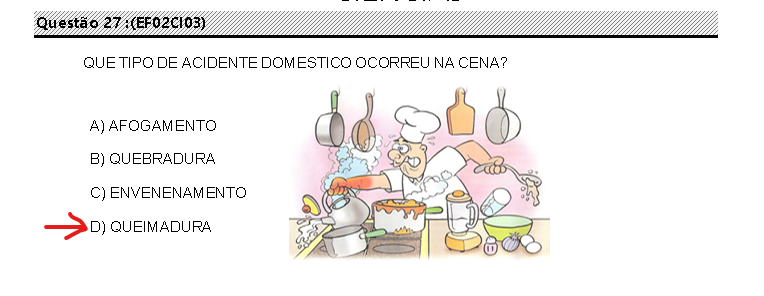 Questão 27 :(EF02CI03)
QUE TIPO DE ACIDENTE DOMESTICO OCORREU NA CENA?
A) AFOGAMENTO
B) QUEBRADURA
C) ENVENENAMENTO
D) QUEIMADURA